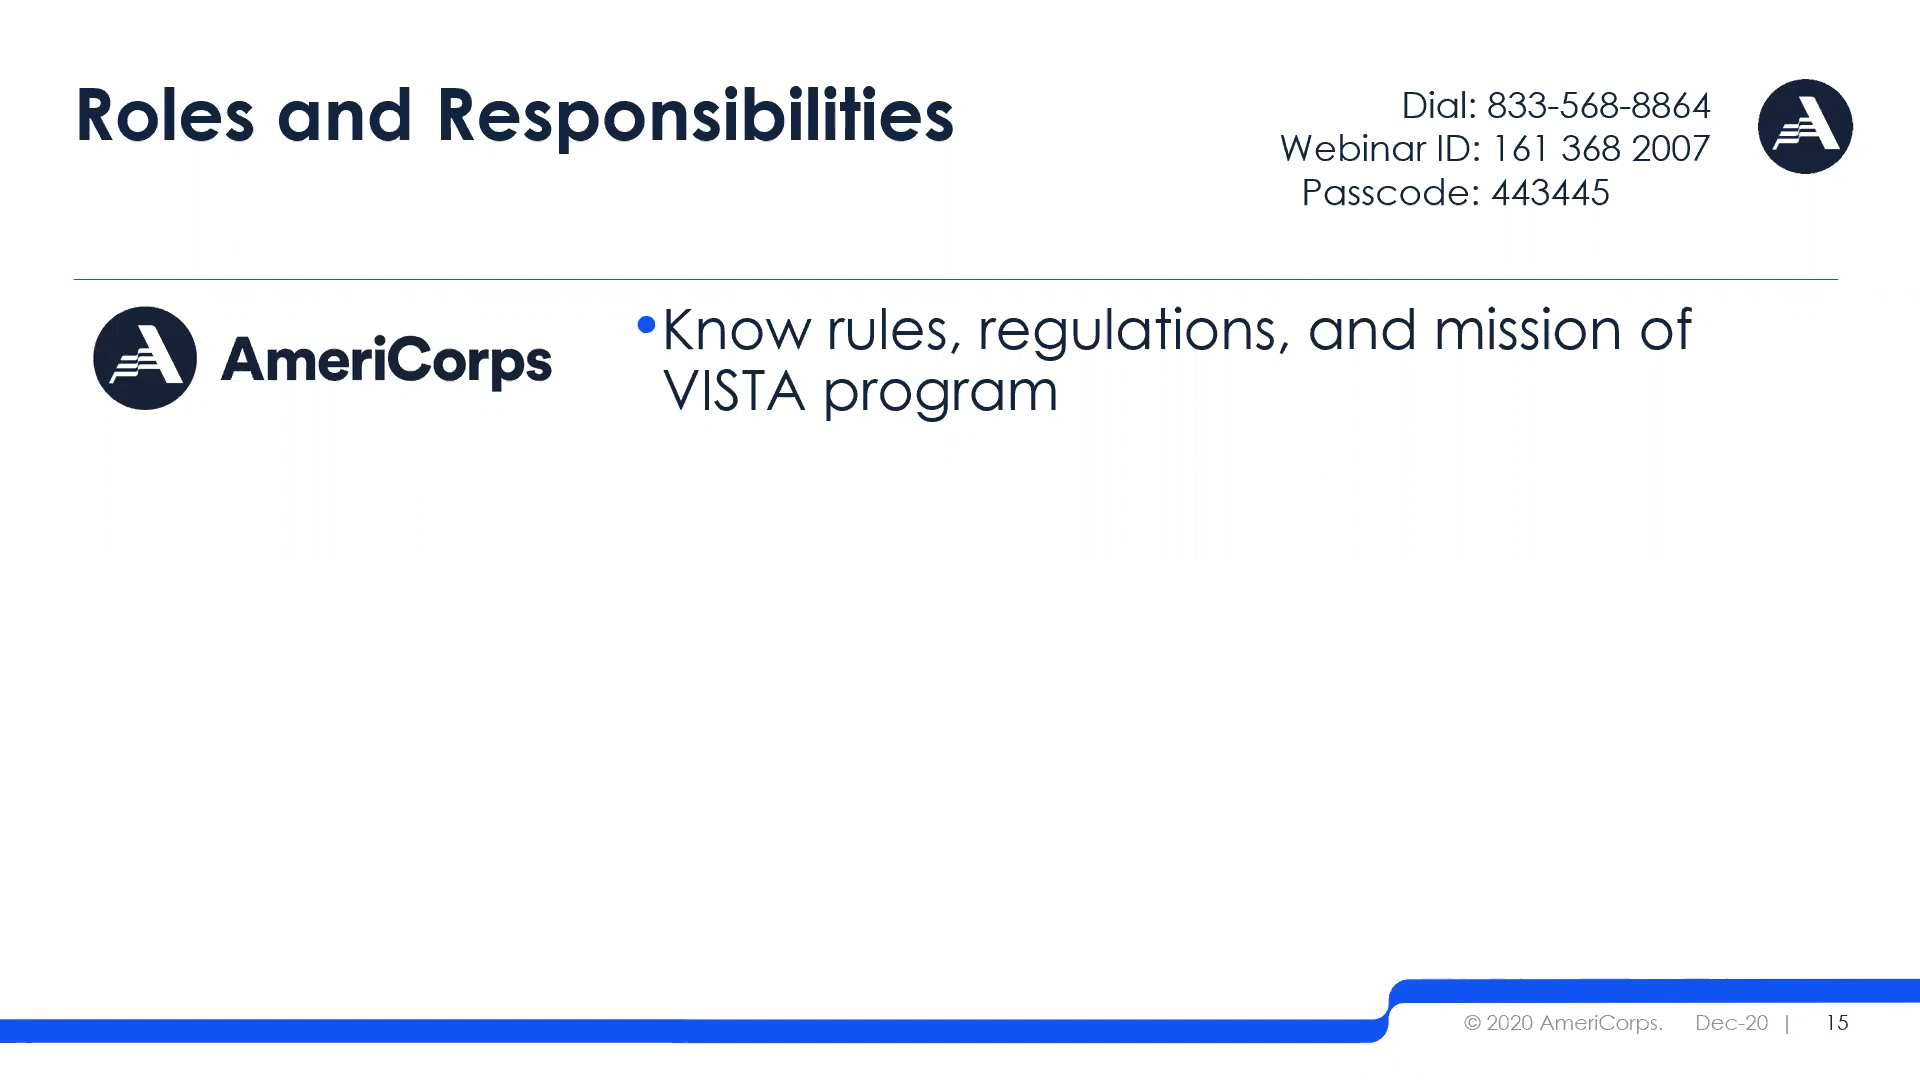 Roles and Responsibilities
Dial: 833-568-8864
Webinar ID: 161 368 2007
Passcode: 443445
AmeriCorps
•Know rules, regulations, and mission of
VISTA program
© 2020 AmeriCorps. Dec-20 | 15